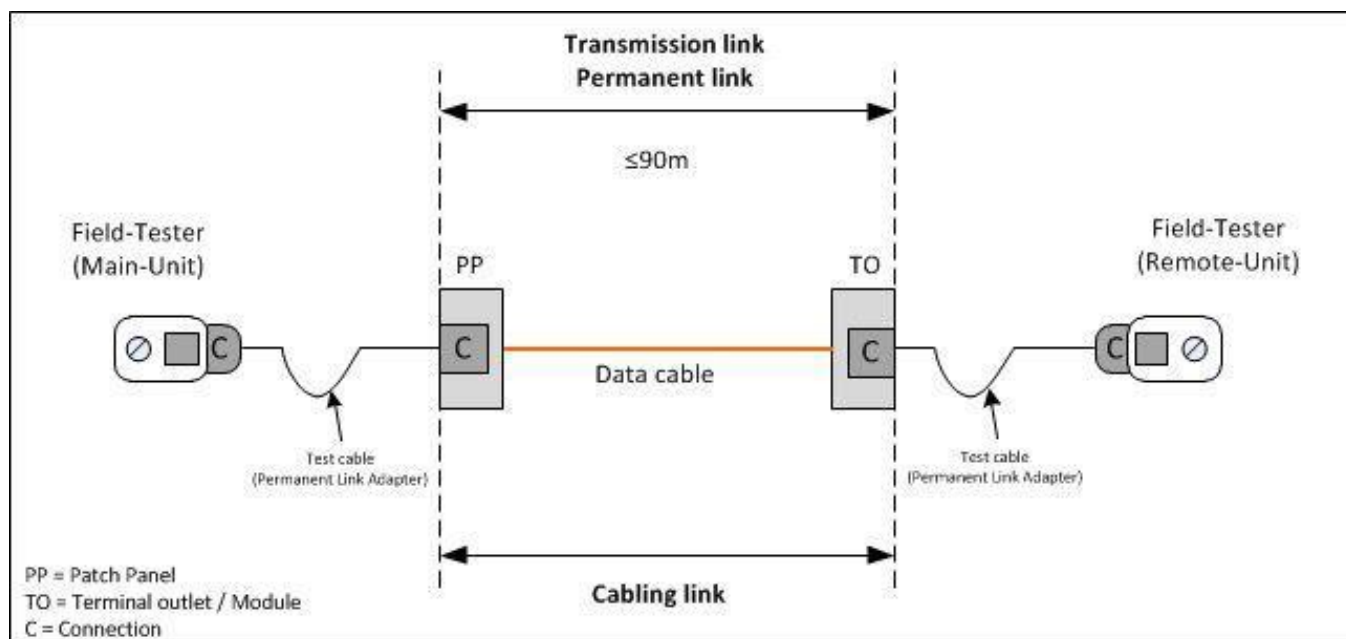 Transmission link
Permanent link
≤90m
Field-Tester
(Main-Unit)
Field-Tester
(Remote-Unit)
PP
TO
C
C
C
C
Data cable
Test cable
(Permanent Link Adapter)
Test cable
(Permanent Link Adapter)
Cabling link
PP = Patch Panel
TO = Terminal outlet / Module
C = Connection